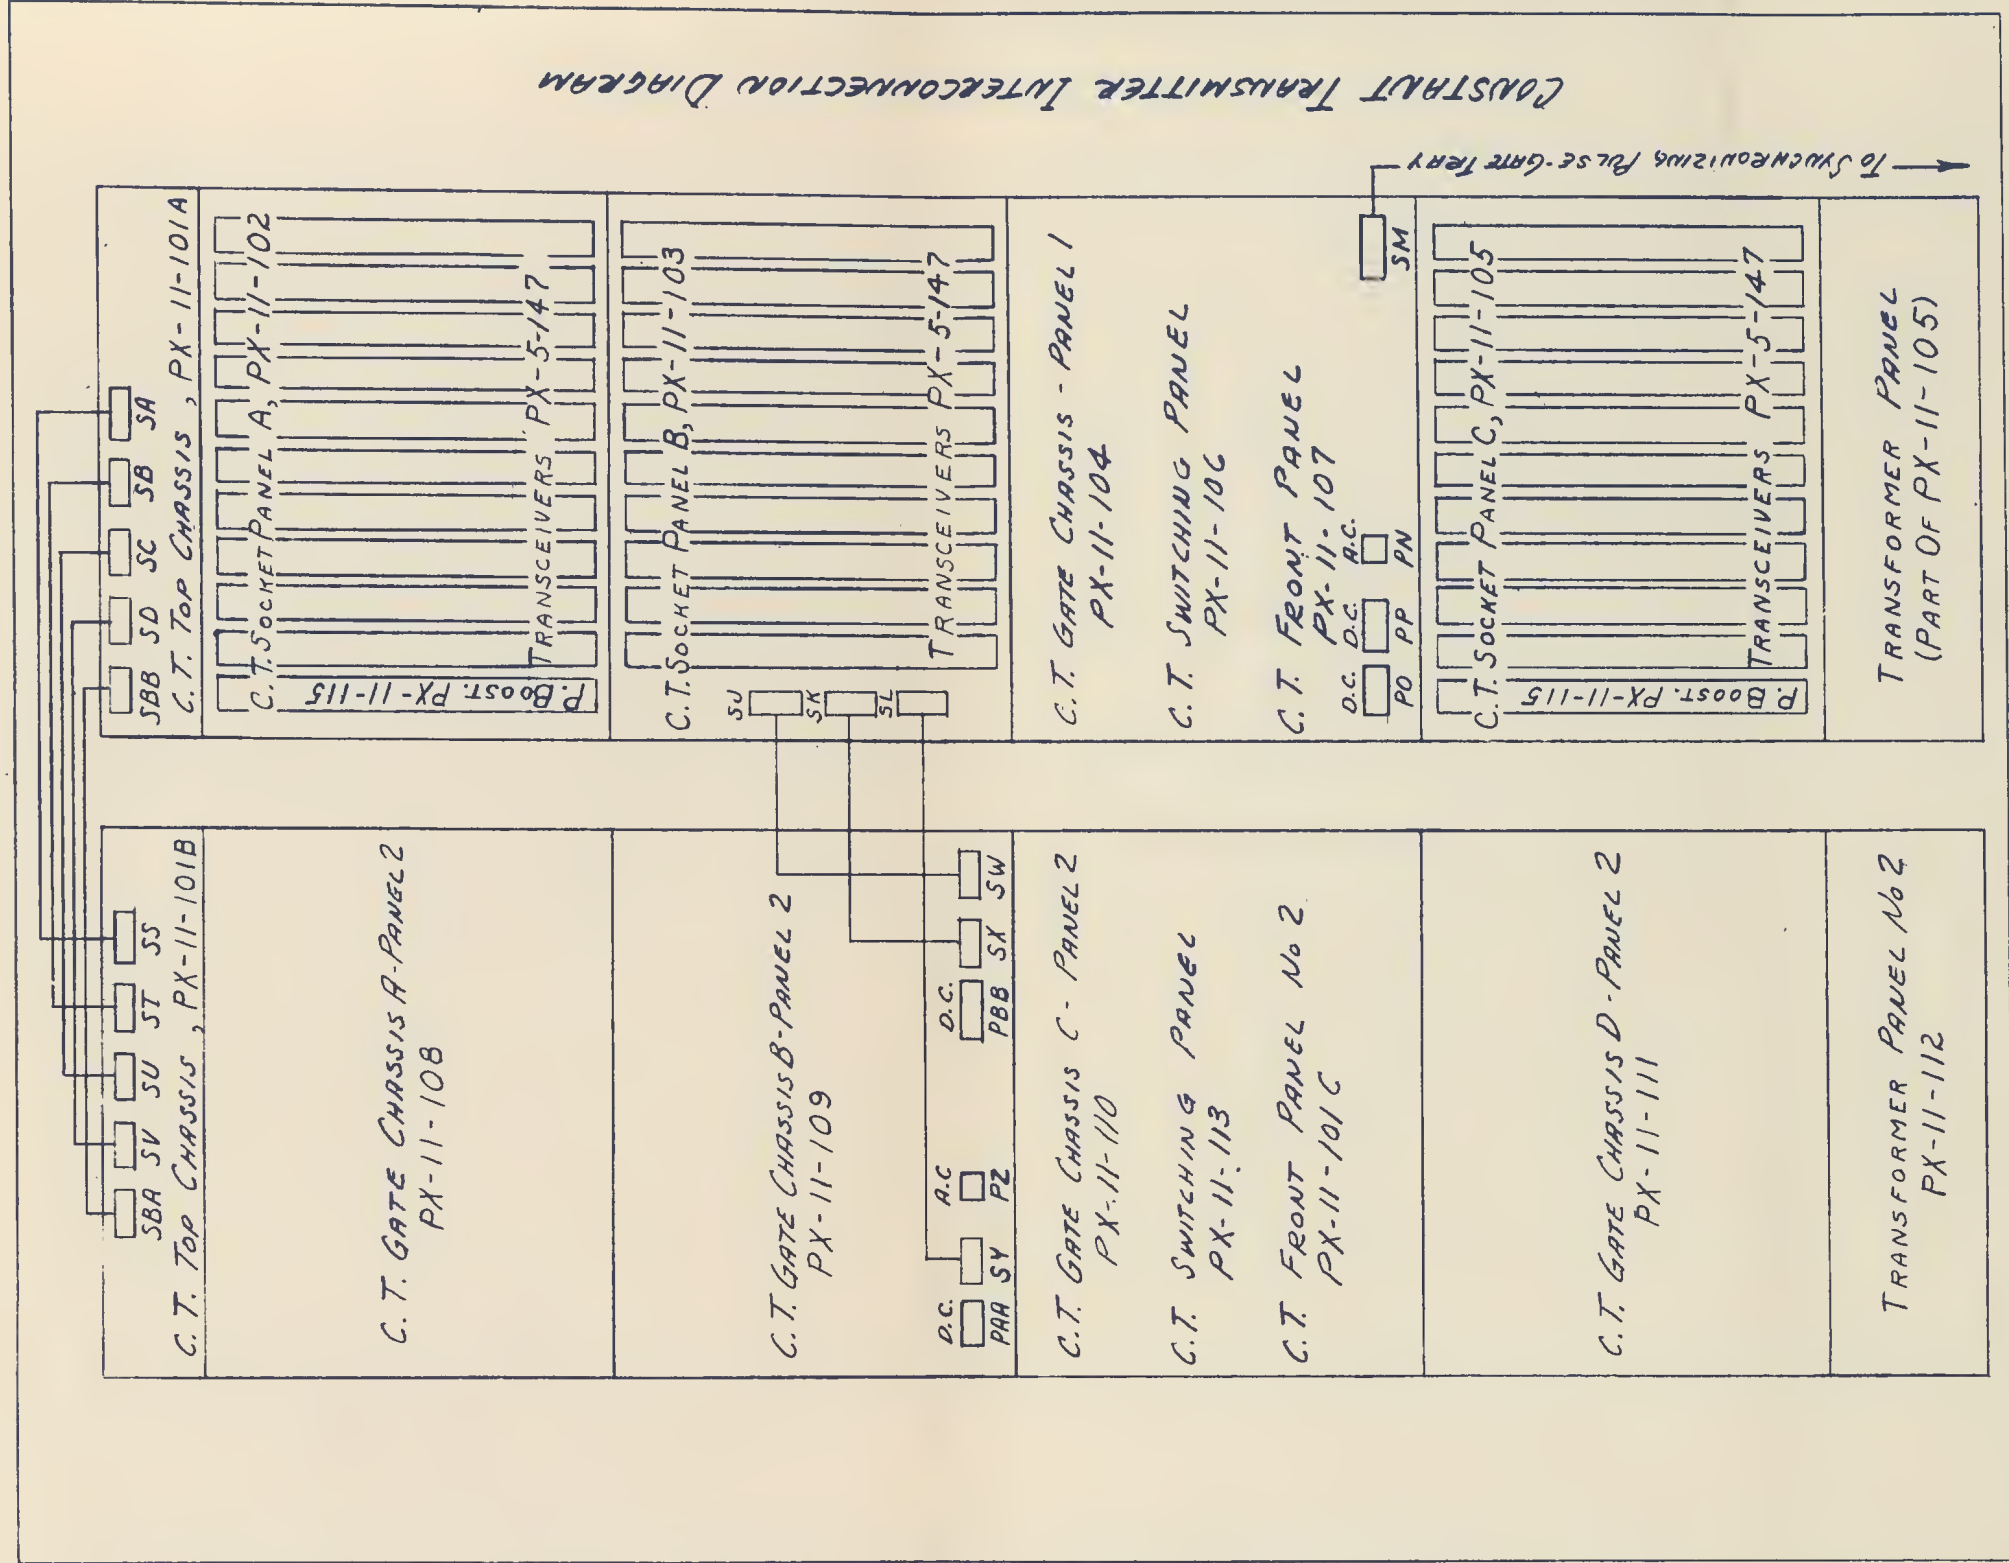 CONSTANT TRANSMITTER INTERCONNECTION DIAGRAM
TO SYNCHRONIZING PULSE-GATE TRAY
SBB SD SC SB SA
C. T. TOP CHASSIS, PX-11-101A
C.T. SOCKET PANEL A, PX-11-102
TRANSCEIVERS PX-5-147
P. BOOST. PX-11-115
C.T. SOCKET PANEL B, PX-11-103
SJ
SK
SL
TRANSCEIVERS PX-5-147
C. T. GATE CHASSIS - PANEL 1
PX-11-104
C. T. SWITCHING PANEL
PX-11-106
C. T. FRONT PANEL
PX-11-107
D.C. D.C. A.C.
PO PP PN SM
C.T. SOCKET PANEL C, PX-11-105
TRANSCEIVERS PX-5-147
P. BOOST. PX-11-115
TRANSFORMER PANEL
(PART OF PX-11-105)
SBA SV SU ST SS
C. T. TOP CHASSIS, PX-11-101B
C. T. GATE CHASSIS A-PANEL 2
PX-11-108
C.T. GATE CHASSIS B-PANEL 2
PX-11-109
D.C. A.C D.C.
PAA SY PZ PBB SX SW
C.T. GATE CHASSIS C- PANEL 2
PX-11-110
C.T. SWITCHING PANEL
PX-11-113
C.T. FRONT PANEL No 2
PX-11-101C
C.T. GATE CHASSIS D-PANEL 2
PX-11-111
TRANSFORMER PANEL No 2
PX-11-112